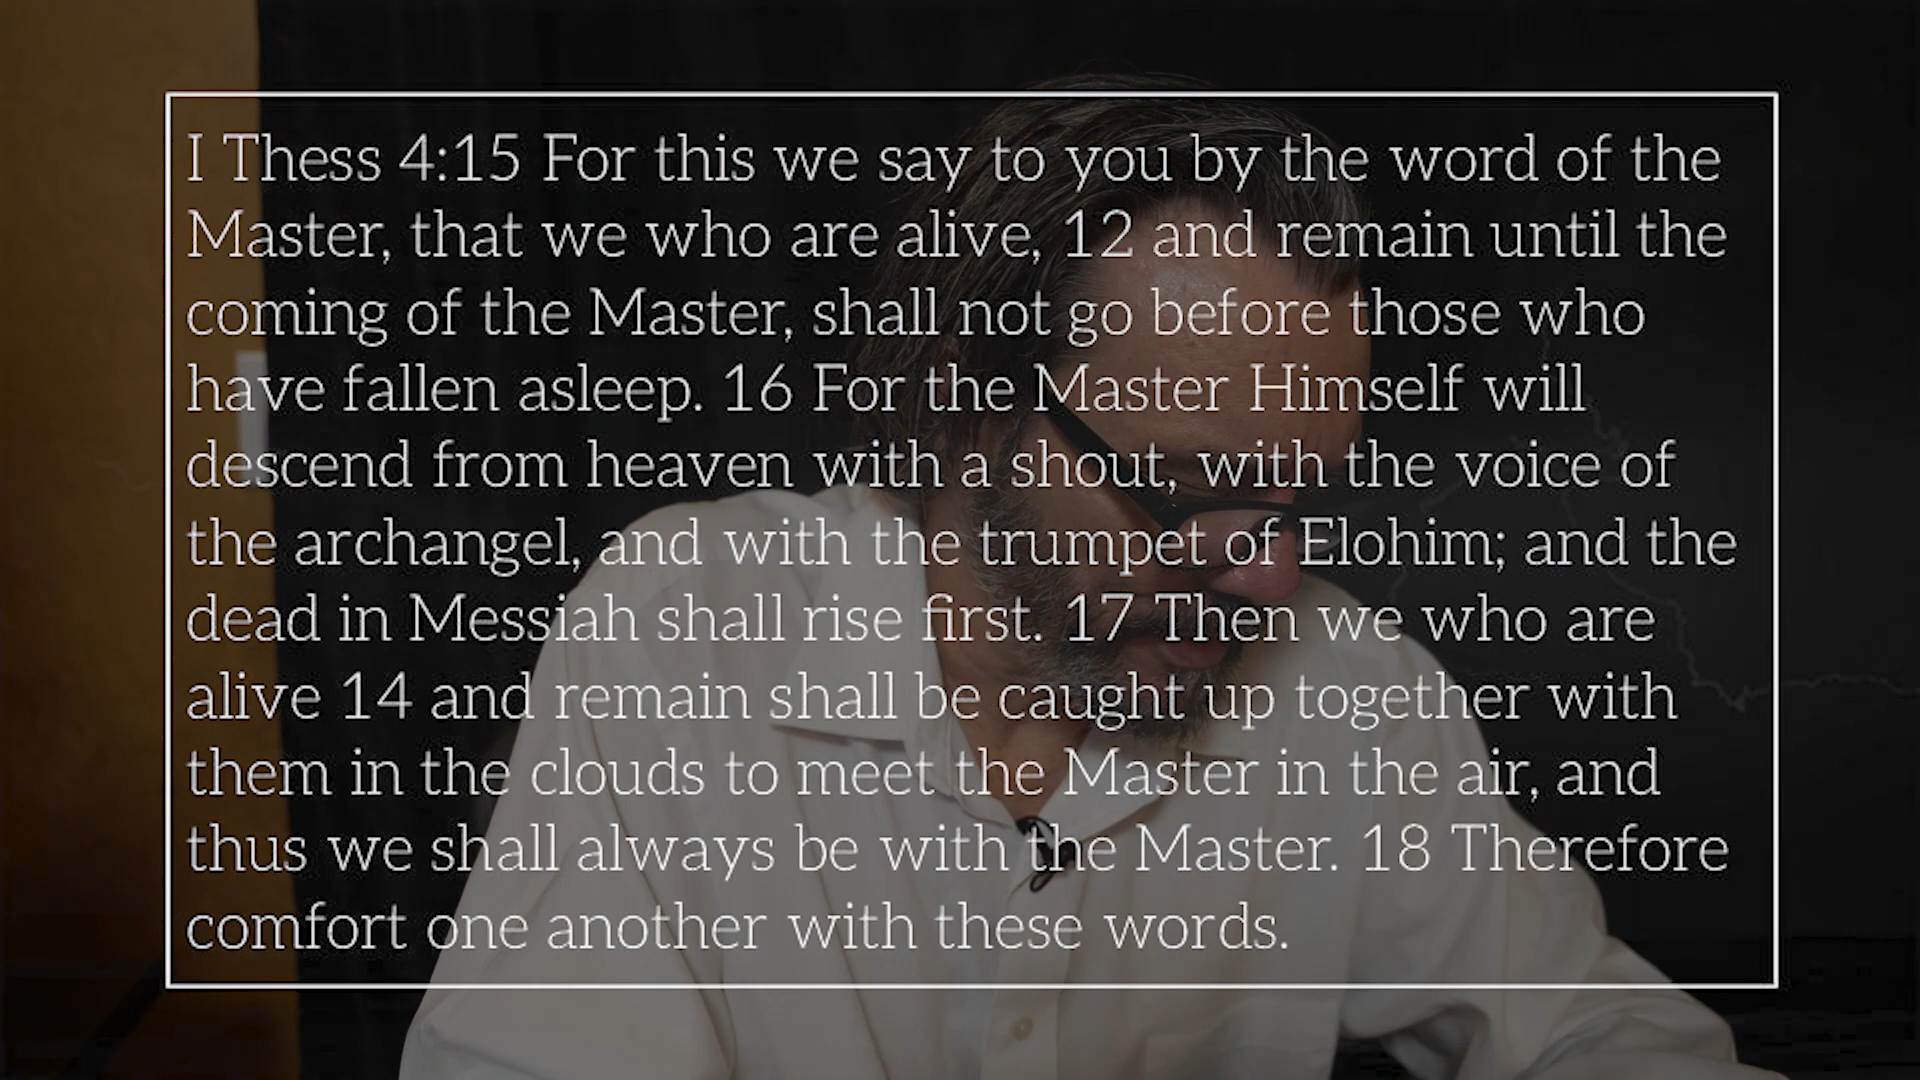 I Thess 4:15 For this we say to you by the word of the
Master, that we who are alive, 12 and remain until the
coming of the Master, shall not go before those who
have fallen asleep. 16 For the Master Himself will
descend from heaven with a shout, with the voice of
the archangel, and with the trumpet of Elohim; and the
dead in Messiah shall rise first. 17 Then we who are
alive 14 and remain shall be caught up together with
them in the clouds to meet the Master in the air, and
thus we shall always be with the Master. 18 Therefore
comfort one another with these words.